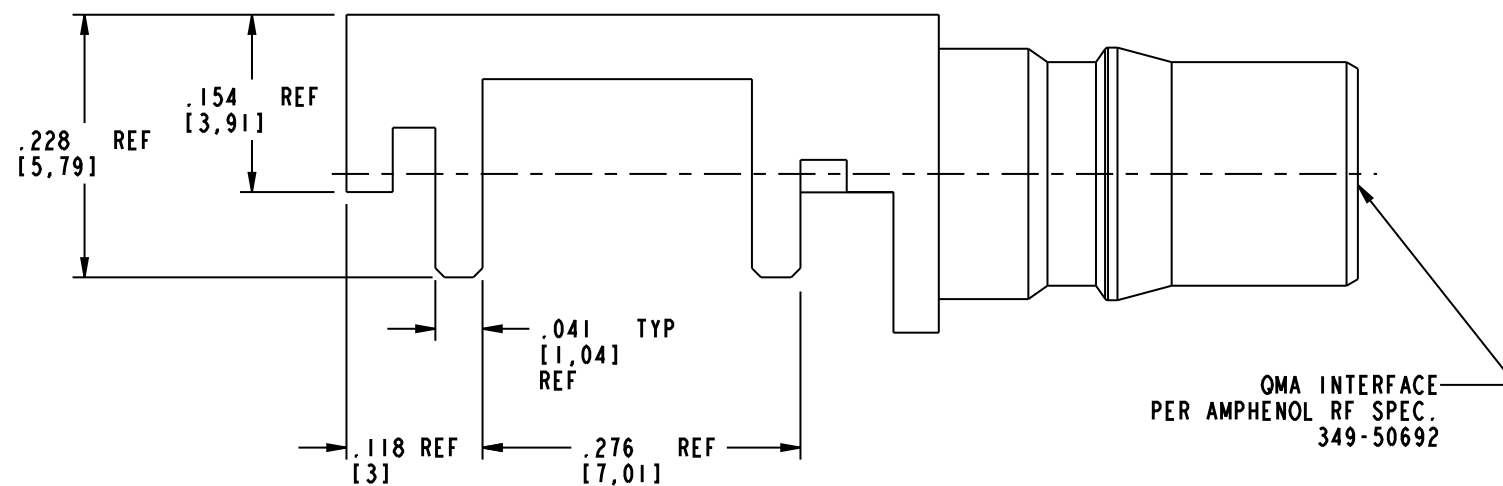 .154 REF
[3,91]
.228 REF
[5,79]
.041 TYP
[1,04]
REF
QMA INTERFACE
PER AMPHENOL RF SPEC.
349-50692
.118 REF
[3]
.276 REF
[7,01]